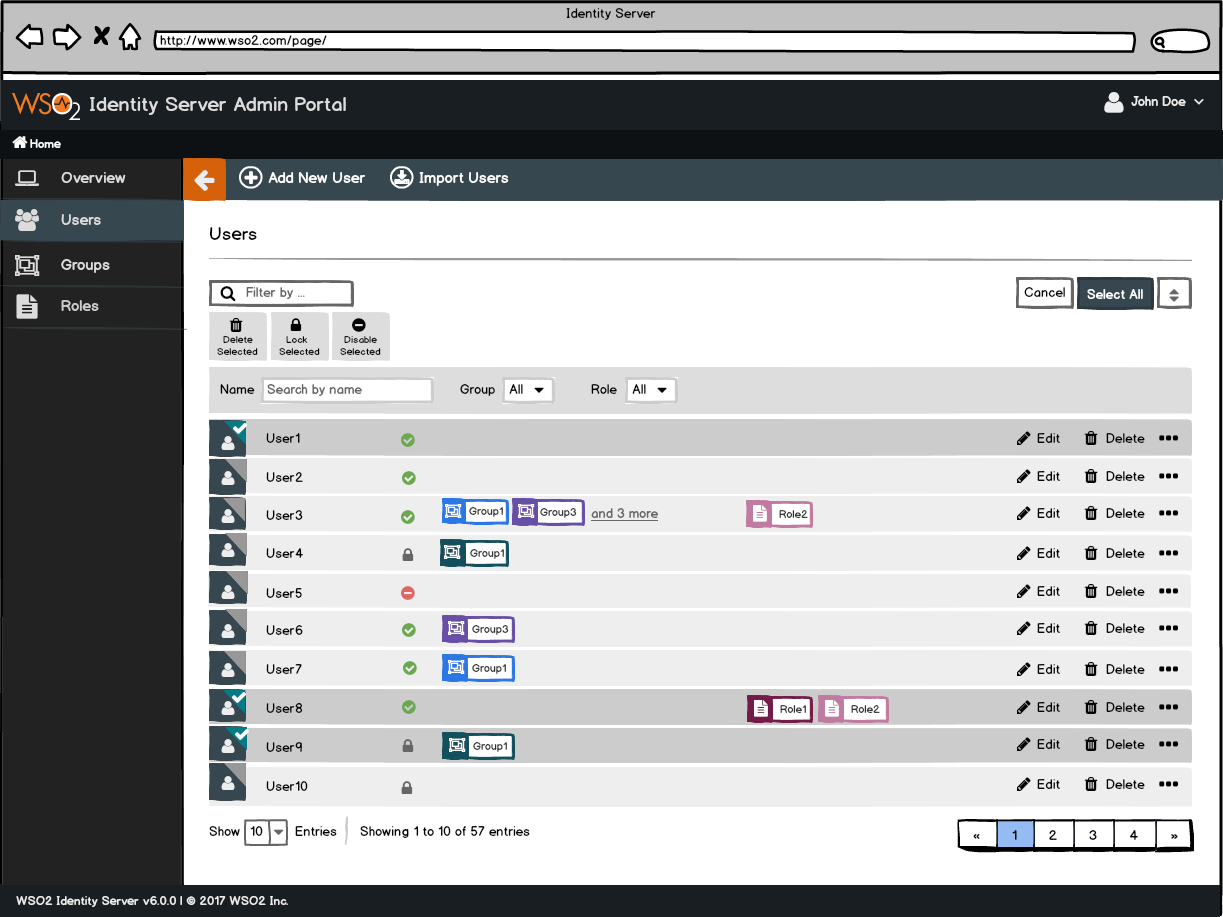 Identity Server
http://www.wso2.com/page/
WSO2 Identity Server Admin Portal
John Doe
Home
Overview
Users
Groups
Roles
Add New User
Import Users
Users
Filter by ...
Cancel
Select All
Delete Selected
Lock Selected
Disable Selected
Name Search by name Group All Role All
User1 Edit Delete
User2 Edit Delete
User3 Group1 Group3 and 3 more Role2 Edit Delete
User4 Group1 Edit Delete
User5 Edit Delete
User6 Group3 Edit Delete
User7 Group1 Edit Delete
User8 Role1 Role2 Edit Delete
User9 Group1 Edit Delete
User10 Edit Delete
Show 10 Entries Showing 1 to 10 of 57 entries
« 1 2 3 4 »
WSO2 Identity Server v6.0.0 | © 2017 WSO2 Inc.